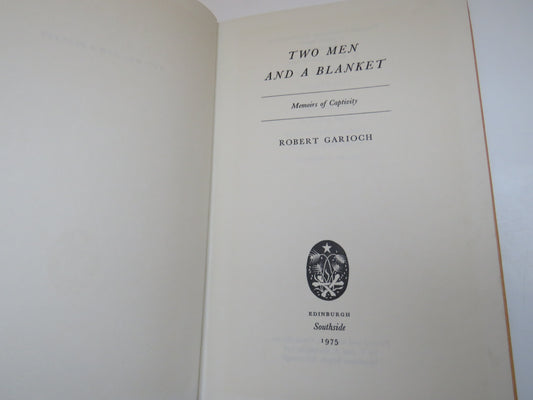 TWO MEN
AND A BLANKET
Memoirs of Captivity
ROBERT GARIOCH
EDINBURGH
Southside
1975